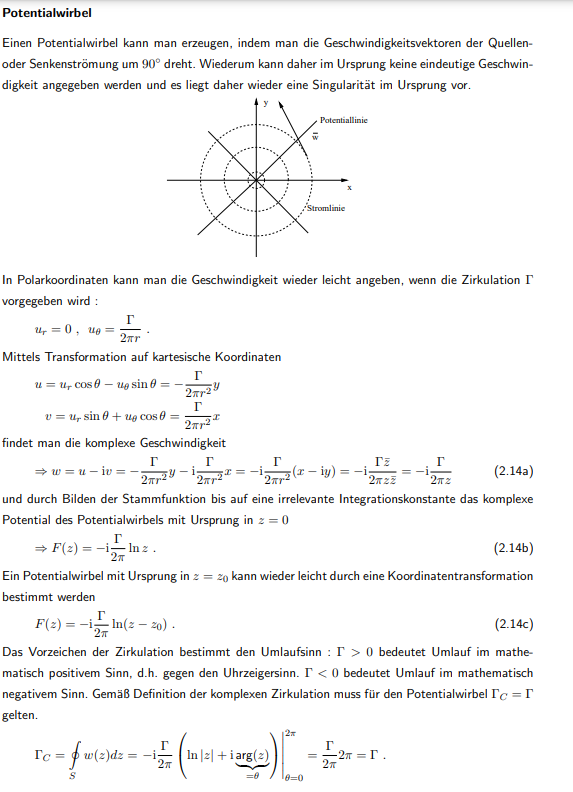 Potentialwirbel
Einen Potentialwirbel kann man erzeugen, indem man die Geschwindigkeitsvektoren der Quellen-
oder Senkenströmung um 90° dreht. Wiederum kann daher im Ursprung keine eindeutige Geschwin-
digkeit angegeben werden und es liegt daher wieder eine Singularität im Ursprung vor.
y
Potentiallinie
w̅
x
Stromlinie
In Polarkoordinaten kann man die Geschwindigkeit wieder leicht angeben, wenn die Zirkulation Γ
vorgegeben wird :
u_r = 0 , u_θ = Γ/(2πr) .
Mittels Transformation auf kartesische Koordinaten
u = u_r cos θ − u_θ sin θ = −Γ/(2πr²) y
v = u_r sin θ + u_θ cos θ = Γ/(2πr²) x
findet man die komplexe Geschwindigkeit
⇒ w = u − iv = −Γ/(2πr²) y − i Γ/(2πr²) x = −i Γ/(2πr²) (x − iy) = −i Γz̄/(2πzz̄) = −i Γ/(2πz) (2.14a)
und durch Bilden der Stammfunktion bis auf eine irrelevante Integrationskonstante das komplexe
Potential des Potentialwirbels mit Ursprung in z = 0
⇒ F(z) = −i Γ/(2π) ln z . (2.14b)
Ein Potentialwirbel mit Ursprung in z = z₀ kann wieder leicht durch eine Koordinatentransformation
bestimmt werden
F(z) = −i Γ/(2π) ln(z − z₀) . (2.14c)
Das Vorzeichen der Zirkulation bestimmt den Umlaufsinn : Γ > 0 bedeutet Umlauf im mathe-
matisch positivem Sinn, d.h. gegen den Uhrzeigersinn. Γ < 0 bedeutet Umlauf im mathematisch
negativem Sinn. Gemäß Definition der komplexen Zirkulation muss für den Potentialwirbel Γ_C = Γ
gelten.
Γ_C = ∮_S w(z)dz = −i Γ/(2π) (ln |z| + i arg(z)) |_{θ=0}^{2π} = Γ/(2π) 2π = Γ .
=θ